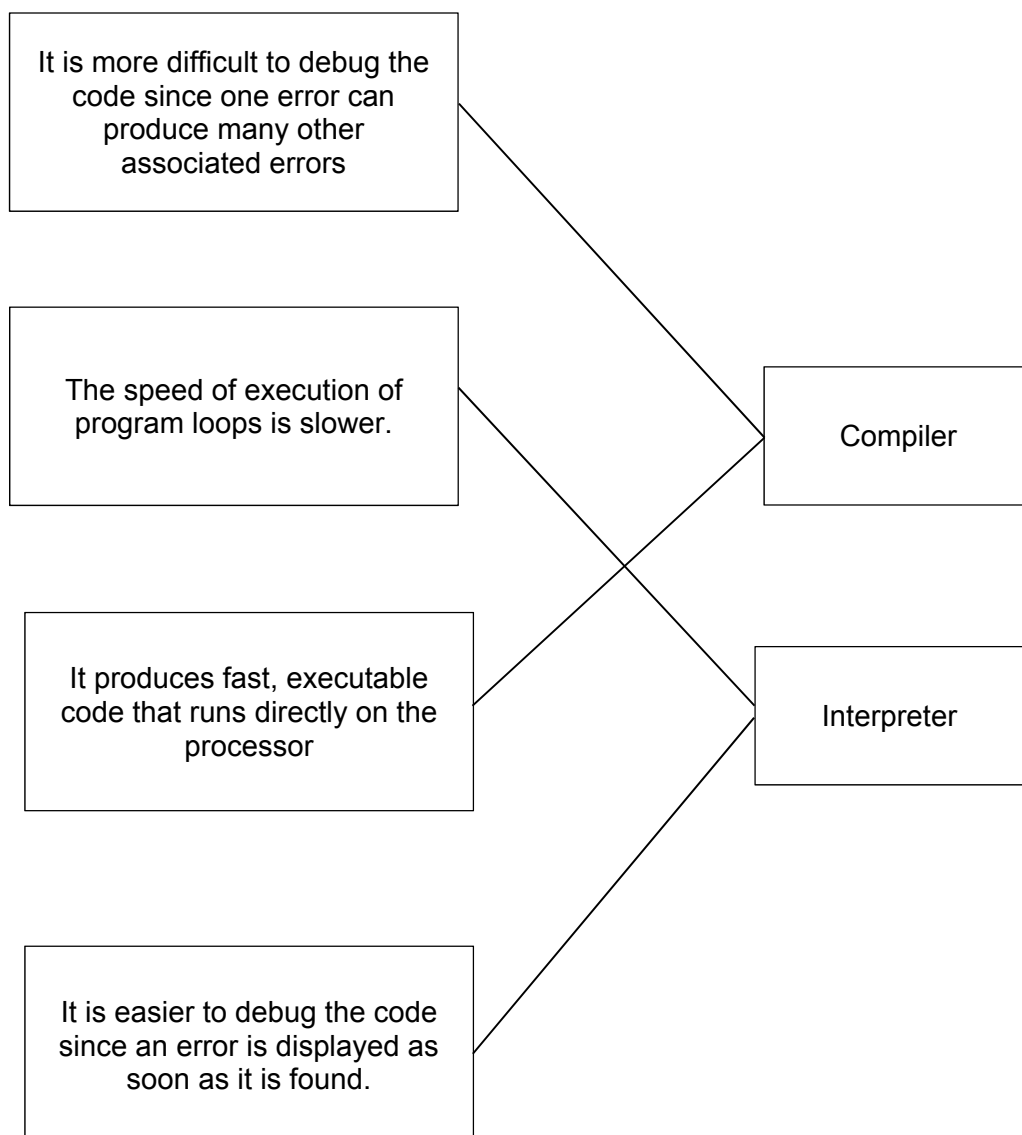 It is more difficult to debug the
code since one error can
produce many other
associated errors
The speed of execution of
program loops is slower.
Compiler
It produces fast, executable
code that runs directly on the
processor
Interpreter
It is easier to debug the code
since an error is displayed as
soon as it is found.